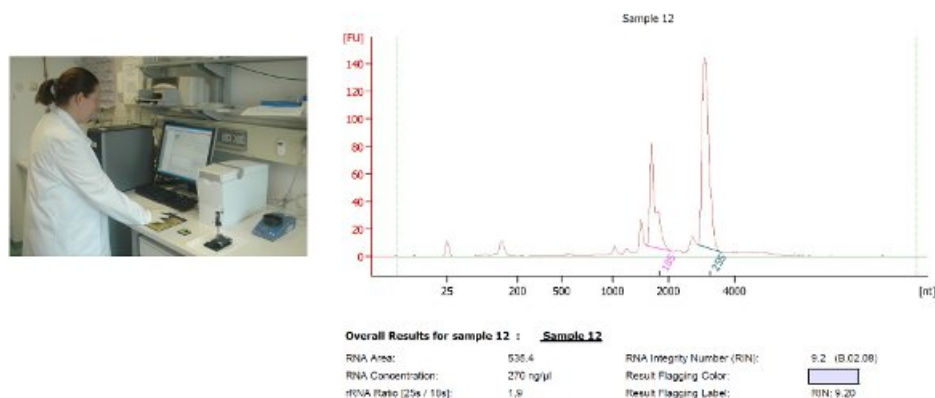 Sample 12
[FU]
140
120
100
80
60
40
20
0
18S
25S
25 200 500 1000 2000 4000 [nt]
Overall Results for sample 12 : Sample 12
RNA Area: 536.4 RNA Integrity Number (RIN): 9.2 (B.02.08)
RNA Concentration: 270 ng/µl Result Flagging Color:
rRNA Ratio [25s / 18s]: 1.9 Result Flagging Label: RIN: 9.20